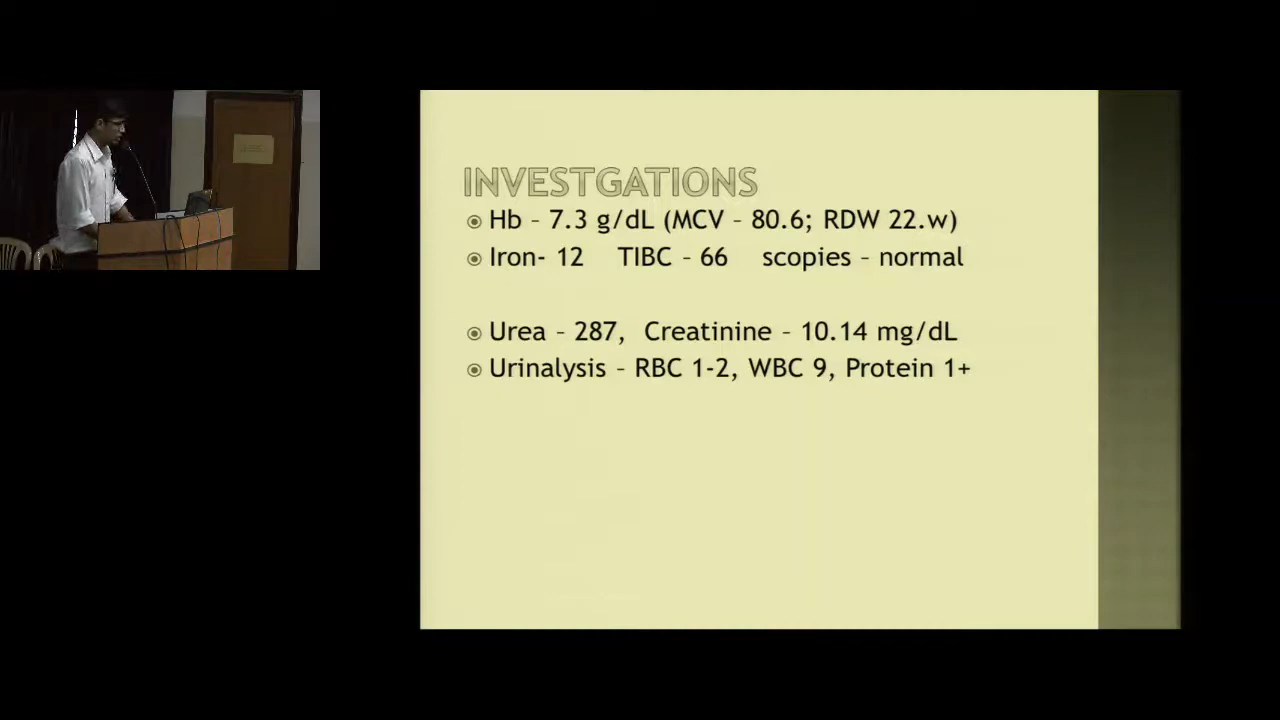 INVESTGATIONS
Hb – 7.3 g/dL (MCV – 80.6; RDW 22.w)
Iron- 12 TIBC – 66 scopies – normal
Urea – 287, Creatinine – 10.14 mg/dL
Urinalysis – RBC 1-2, WBC 9, Protein 1+